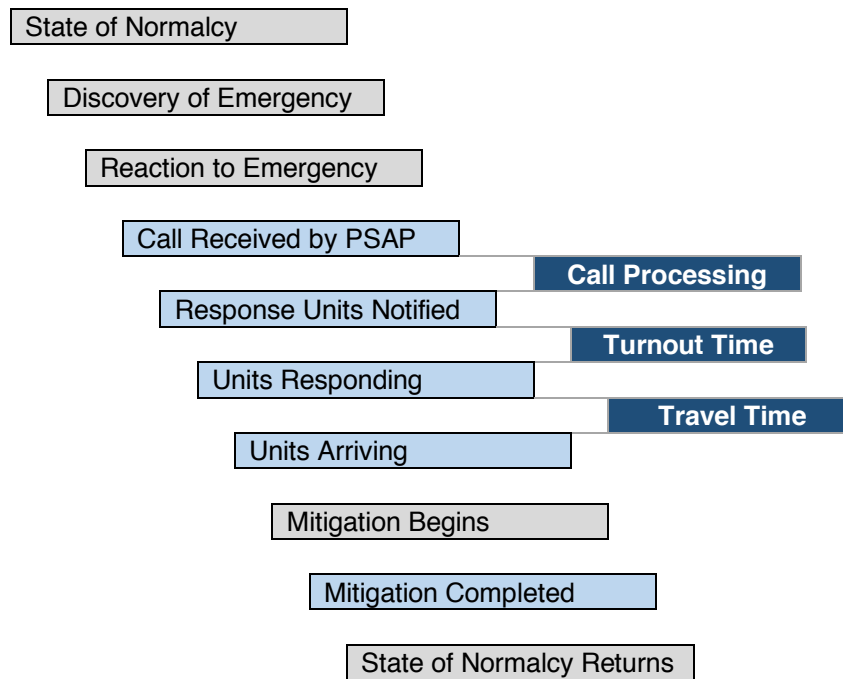 State of Normalcy
Discovery of Emergency
Reaction to Emergency
Call Received by PSAP
Call Processing
Response Units Notified
Turnout Time
Units Responding
Travel Time
Units Arriving
Mitigation Begins
Mitigation Completed
State of Normalcy Returns